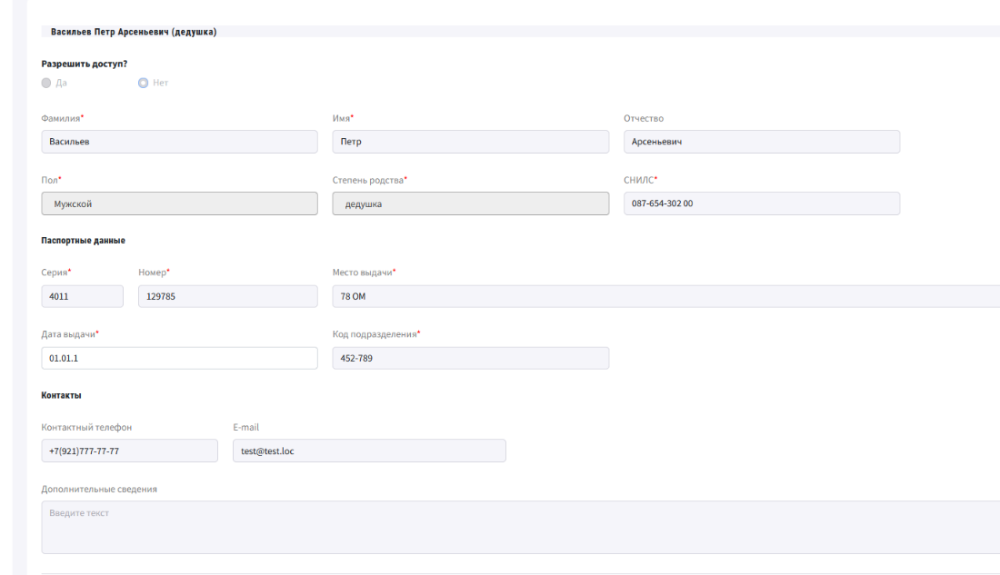 Васильев Петр Арсеньевич (дедушка)
Разрешить доступ?
Да Нет
Фамилия* Имя* Отчество
Васильев Петр Арсеньевич
Пол* Степень родства* СНИЛС*
Мужской дедушка 087-654-302 00
Паспортные данные
Серия* Номер* Место выдачи*
4011 129785 78 ОМ
Дата выдачи* Код подразделения*
01.01.1 452-789
Контакты
Контактный телефон E-mail
+7(921)777-77-77 test@test.loc
Дополнительные сведения
Введите текст